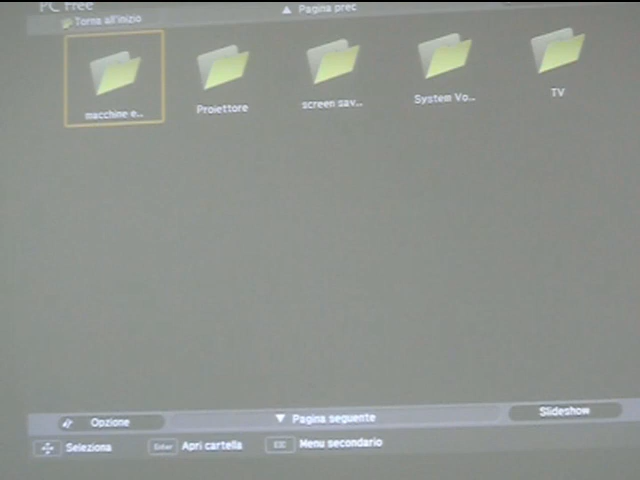 PC Free
Torna all'inizio
▲ Pagina prec
macchine e..
Proiettore
screen sav..
System Vo..
TV
Opzione
▼ Pagina seguente
Slideshow
Seleziona
Enter Apri cartella
ESC Menu secondario